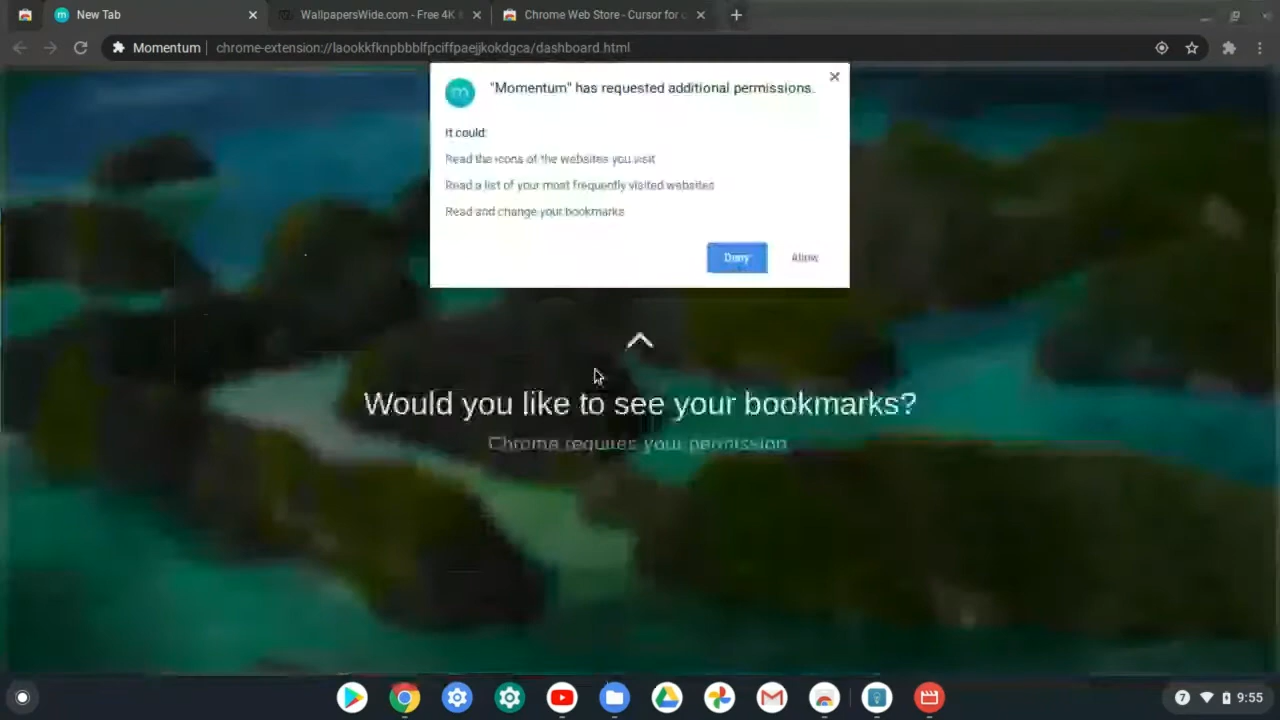 New Tab
WallpapersWide.com - Free 4K
Chrome Web Store - Cursor for
Momentum
chrome-extension://laookkfknpbbblfpciffpaejjkokdgca/dashboard.html
"Momentum" has requested additional permissions.
It could:
Read the icons of the websites you visit
Read a list of your most frequently visited websites
Read and change your bookmarks
Deny
Allow
Would you like to see your bookmarks?
Chrome requires your permission
7
9:55